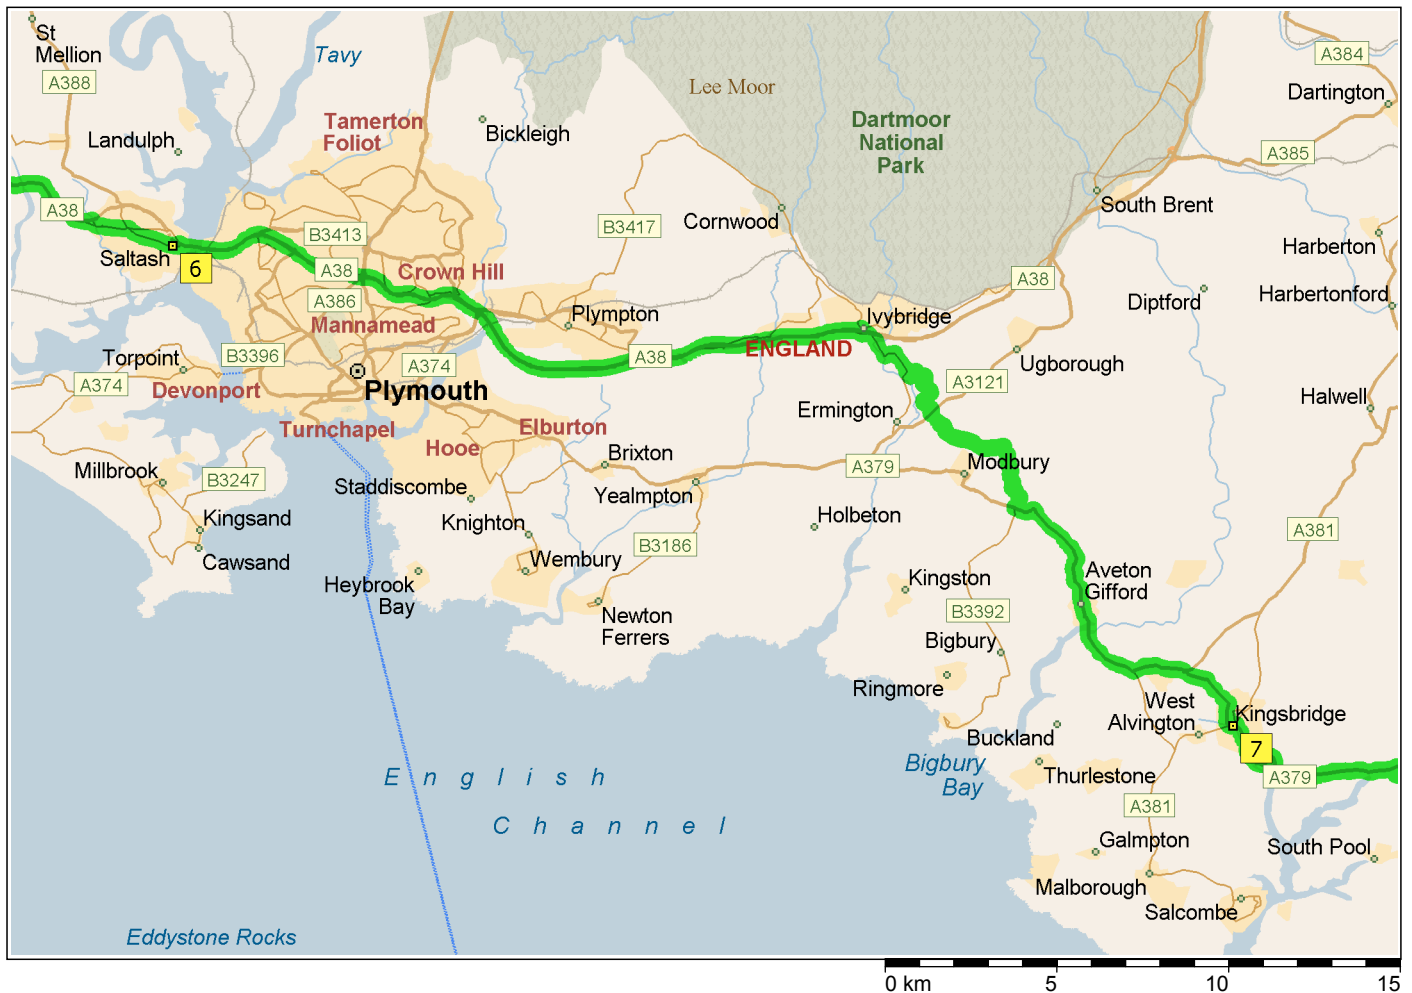 St
Mellion
A388
Tavy
Lee Moor
A384
Dartington
Landulph
Tamerton
Foliot
Bickleigh
Dartmoor
National
Park
A385
A38
Saltash
6
B3413
A38
A386
Crown Hill
B3417
Cornwood
South Brent
Harberton
A38
Diptford
Harbertonford
Mannamead
Plympton
Ivybridge
ENGLAND
A38
Torpoint
B3396
A374
A374
Devonport
Plymouth
Ugborough
A3121
Halwell
Ermington
Turnchapel
Hooe
Elburton
Brixton
A379
Modbury
Millbrook
B3247
Staddiscombe
Yealmpton
Kingsand
Knighton
Holbeton
A381
Cawsand
Wembury
B3186
Heybrook
Bay
Newton
Ferrers
Kingston
Aveton
Gifford
B3392
Bigbury
Ringmore
West
Alvington
Kingsbridge
7
Buckland
Bigbury
Bay
Thurlestone
A379
English
Channel
A381
Galmpton
South Pool
Malborough
Salcombe
Eddystone Rocks
0 km
5
10
15